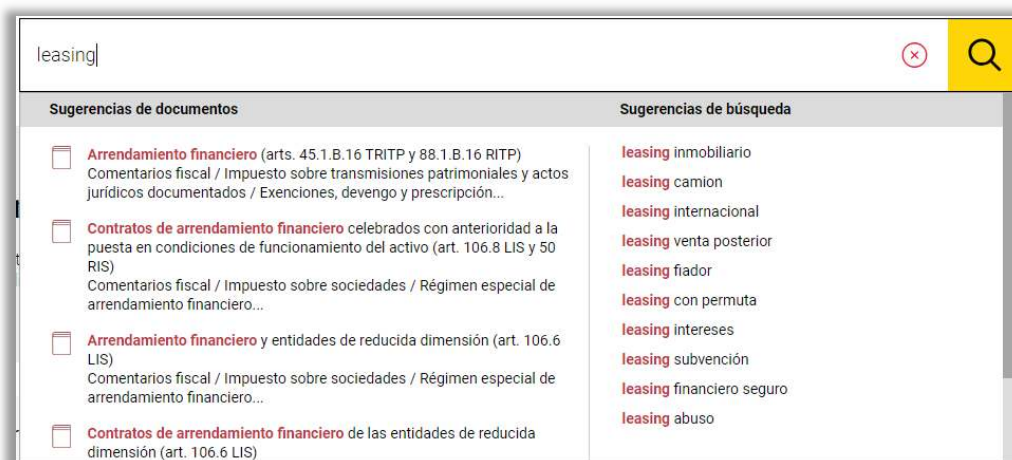 leasing
Sugerencias de documentos
Arrendamiento financiero (arts. 45.1.B.16 TRITP y 88.1.B.16 RITP)
Comentarios fiscal / Impuesto sobre transmisiones patrimoniales y actos
jurídicos documentados / Exenciones, devengo y prescripción...
Contratos de arrendamiento financiero celebrados con anterioridad a la
puesta en condiciones de funcionamiento del activo (art. 106.8 LIS y 50
RIS)
Comentarios fiscal / Impuesto sobre sociedades / Régimen especial de
arrendamiento financiero...
Arrendamiento financiero y entidades de reducida dimensión (art. 106.6
LIS)
Comentarios fiscal / Impuesto sobre sociedades / Régimen especial de
arrendamiento financiero...
Contratos de arrendamiento financiero de las entidades de reducida
dimensión (art. 106.6 LIS)
Sugerencias de búsqueda
leasing inmobiliario
leasing camion
leasing internacional
leasing venta posterior
leasing fiador
leasing con permuta
leasing intereses
leasing subvención
leasing financiero seguro
leasing abuso